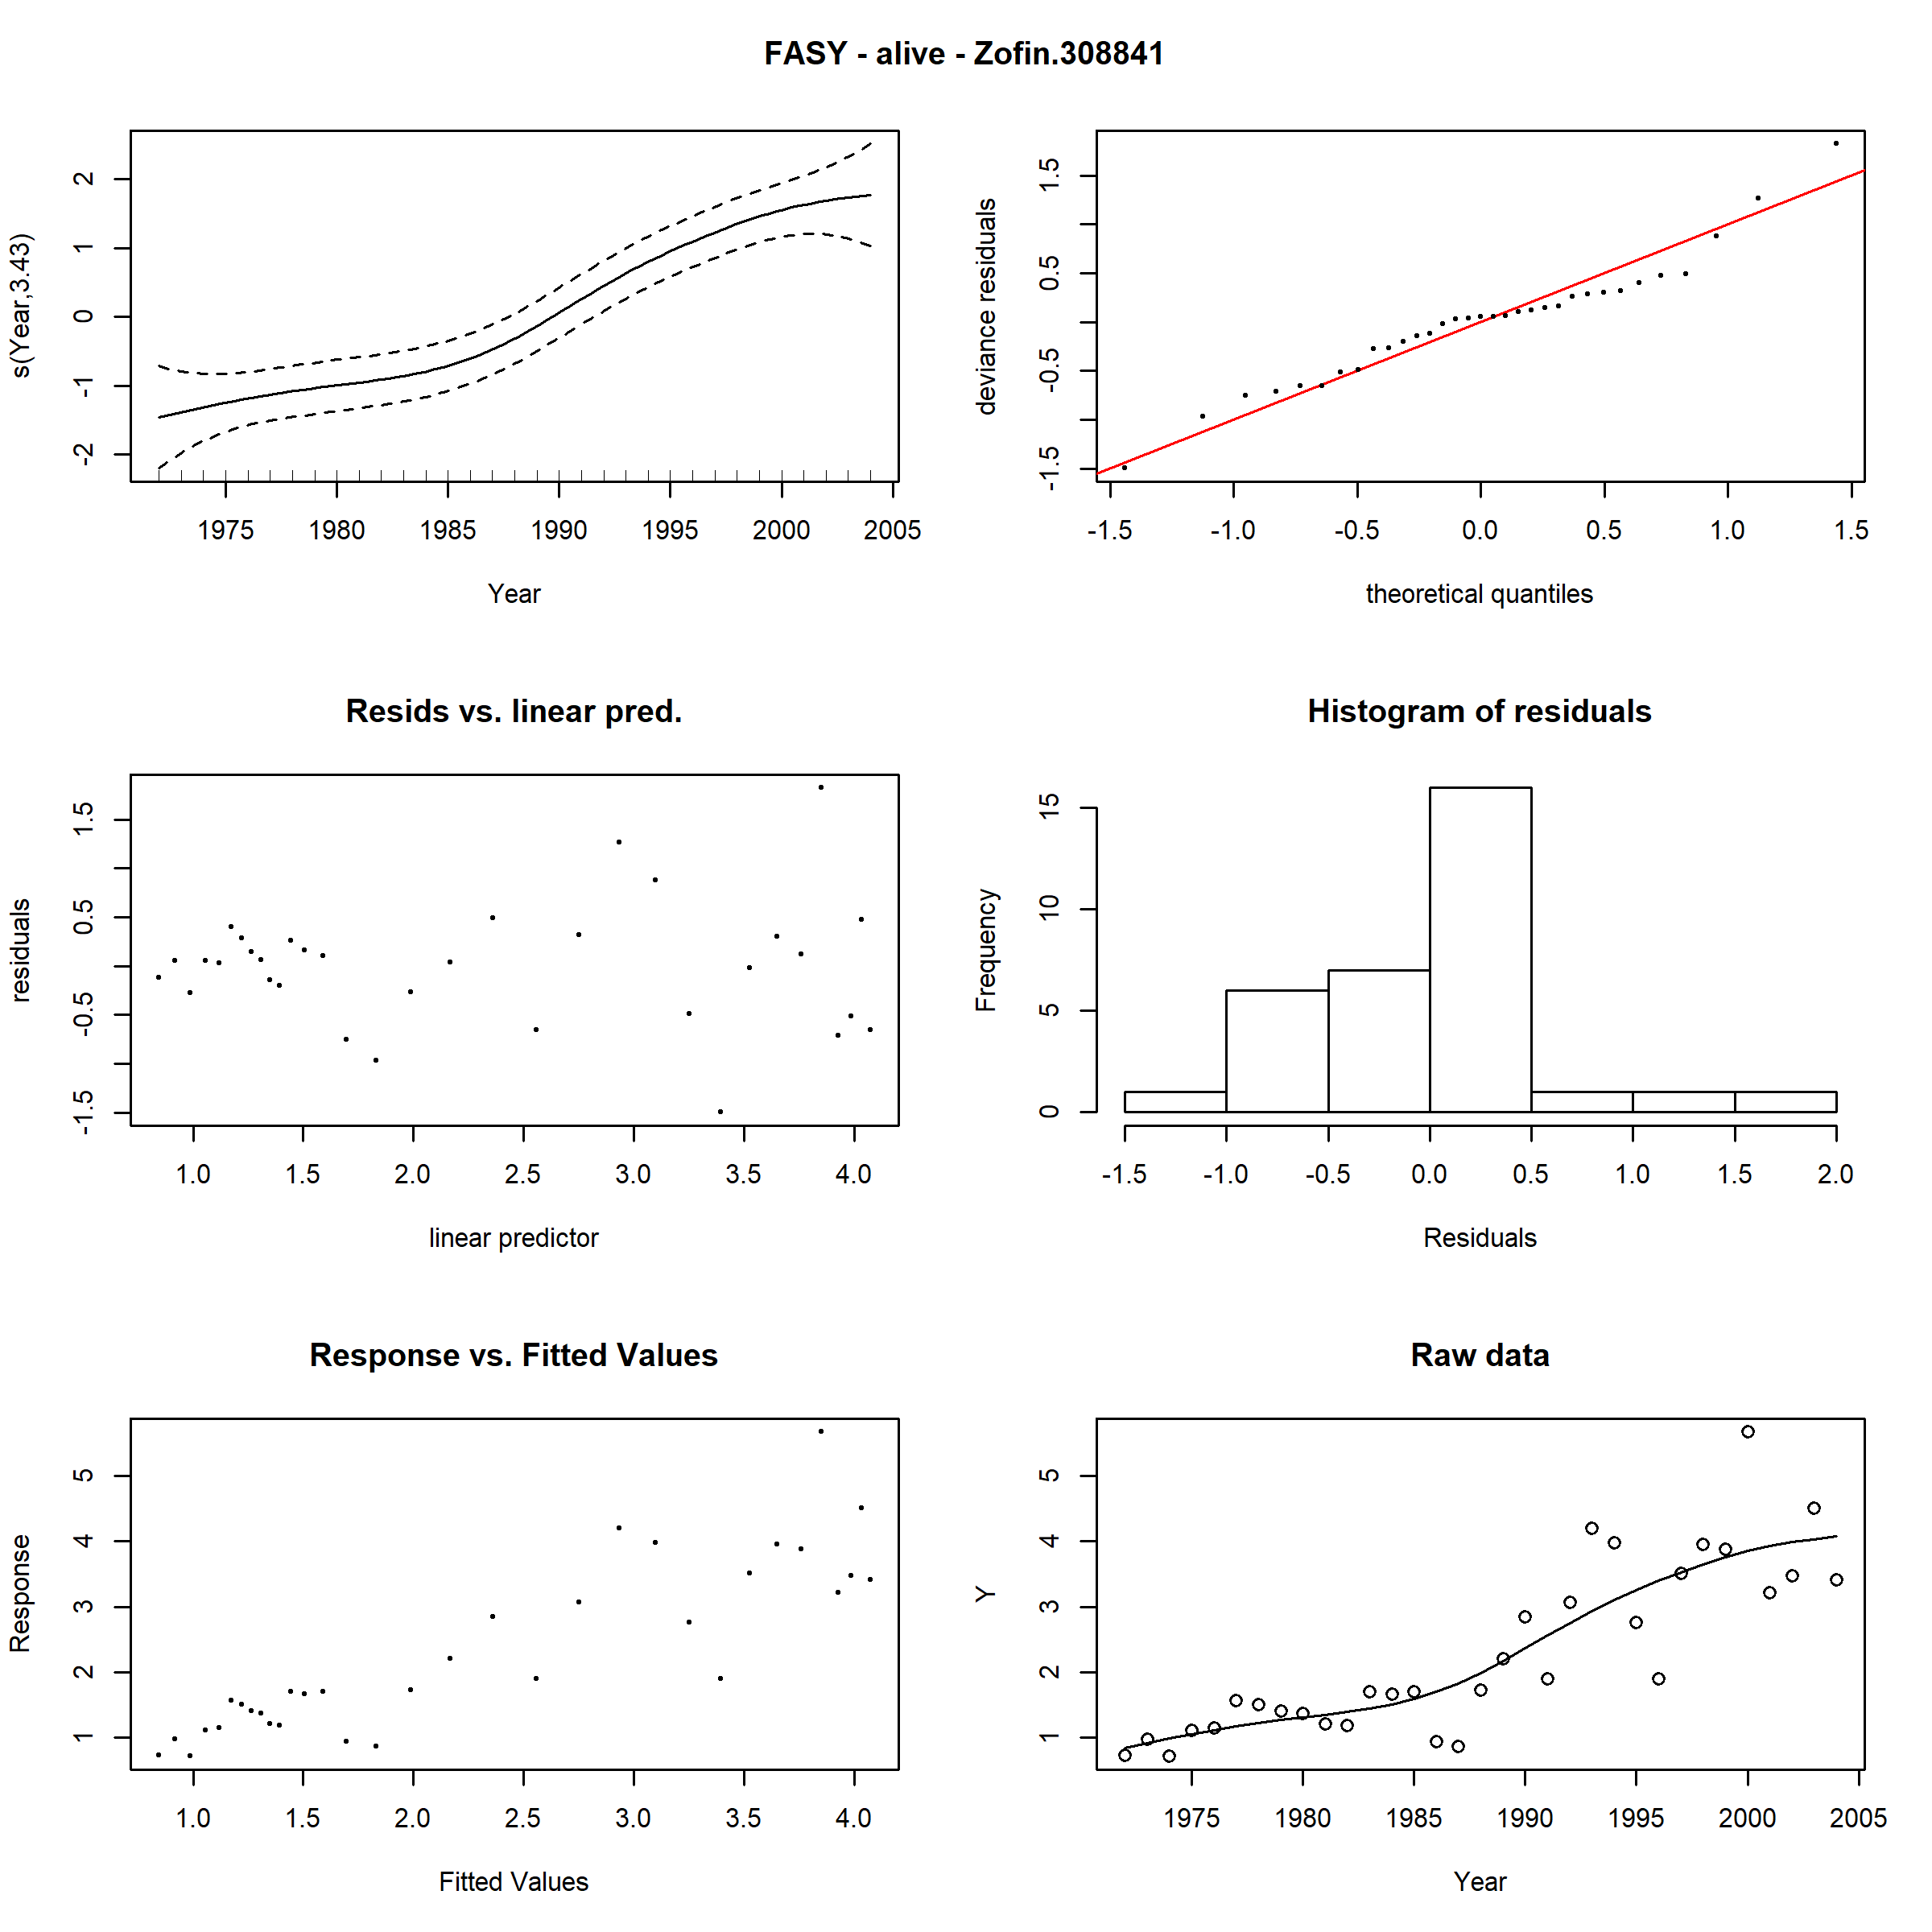 FASY - alive - Zofin.308841
s(Year,3.43)
2
1
0
-1
-2
1975 1980 1985 1990 1995 2000 2005
Year
deviance residuals
1.5
0.5
-0.5
-1.5
-1.5 -1.0 -0.5 0.0 0.5 1.0 1.5
theoretical quantiles
Resids vs. linear pred.
residuals
1.5
0.5
-0.5
-1.5
1.0 1.5 2.0 2.5 3.0 3.5 4.0
linear predictor
Histogram of residuals
Frequency
15
10
5
0
-1.5 -1.0 -0.5 0.0 0.5 1.0 1.5 2.0
Residuals
Response vs. Fitted Values
Response
5
4
3
2
1
1.0 1.5 2.0 2.5 3.0 3.5 4.0
Fitted Values
Raw data
Y
5
4
3
2
1
1975 1980 1985 1990 1995 2000 2005
Year